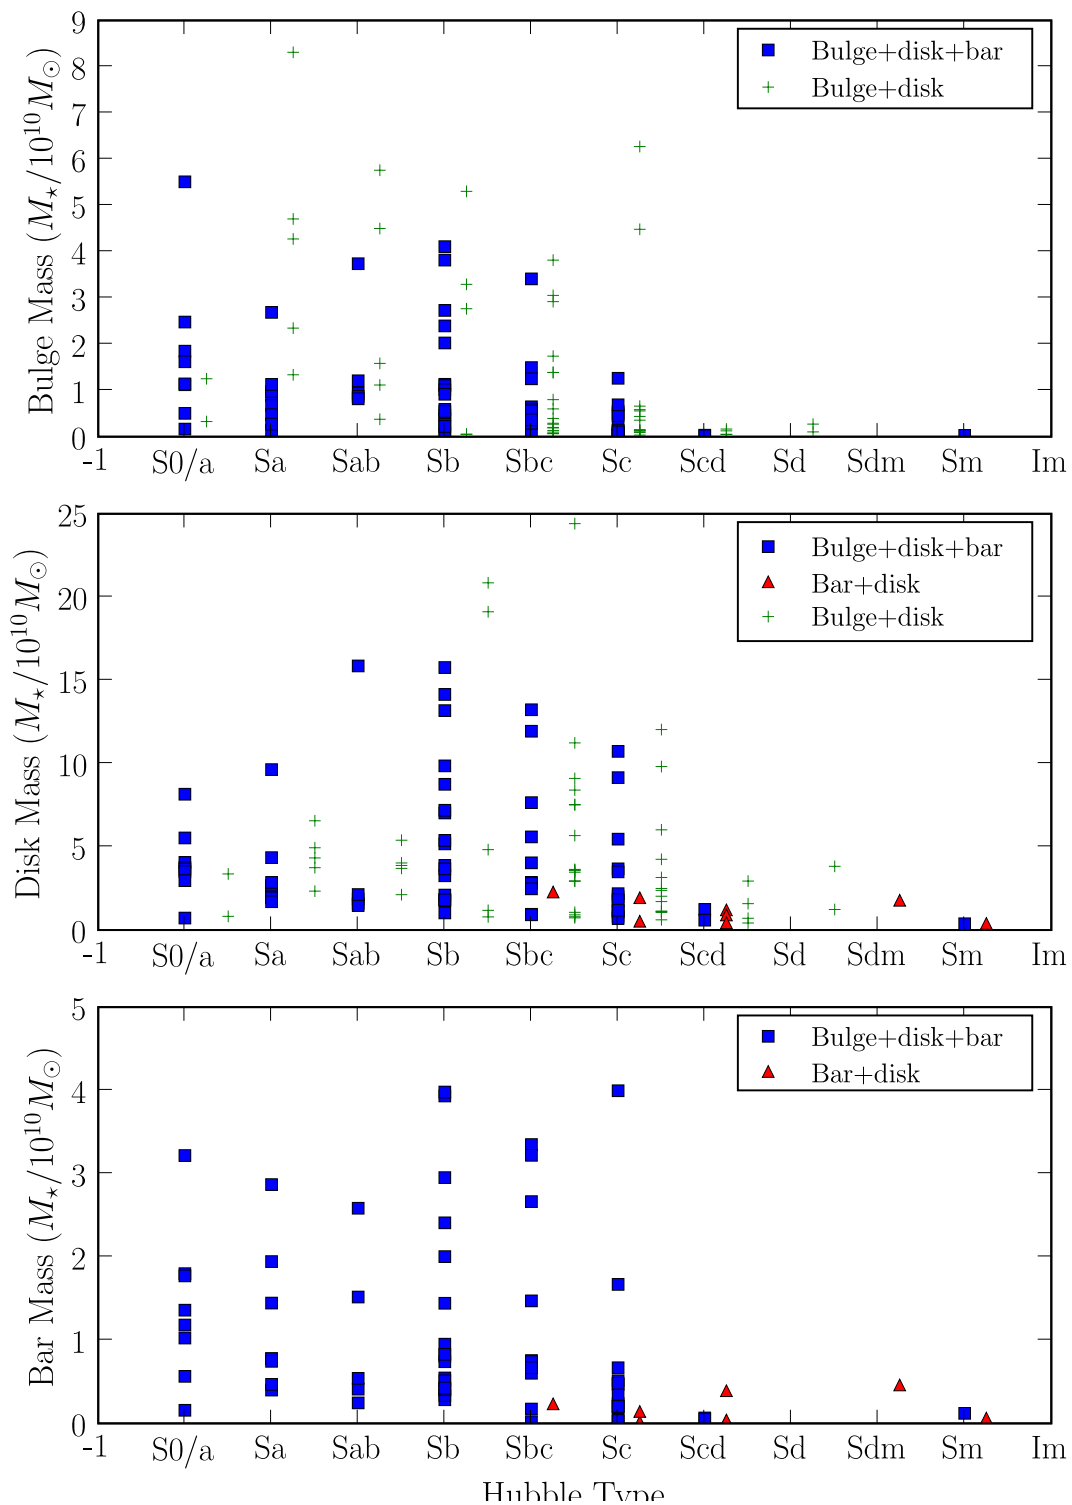 9
8
7
6
5
4
3
2
1
0
Bulge Mass (M⋆/10¹⁰M⊙)
Bulge+disk+bar
Bulge+disk
-1 S0/a Sa Sab Sb Sbc Sc Scd Sd Sdm Sm Im
25
20
15
10
5
0
Disk Mass (M⋆/10¹⁰M⊙)
Bulge+disk+bar
Bar+disk
Bulge+disk
-1 S0/a Sa Sab Sb Sbc Sc Scd Sd Sdm Sm Im
5
4
3
2
1
0
Bar Mass (M⋆/10¹⁰M⊙)
Bulge+disk+bar
Bar+disk
-1 S0/a Sa Sab Sb Sbc Sc Scd Sd Sdm Sm Im
Hubble Type